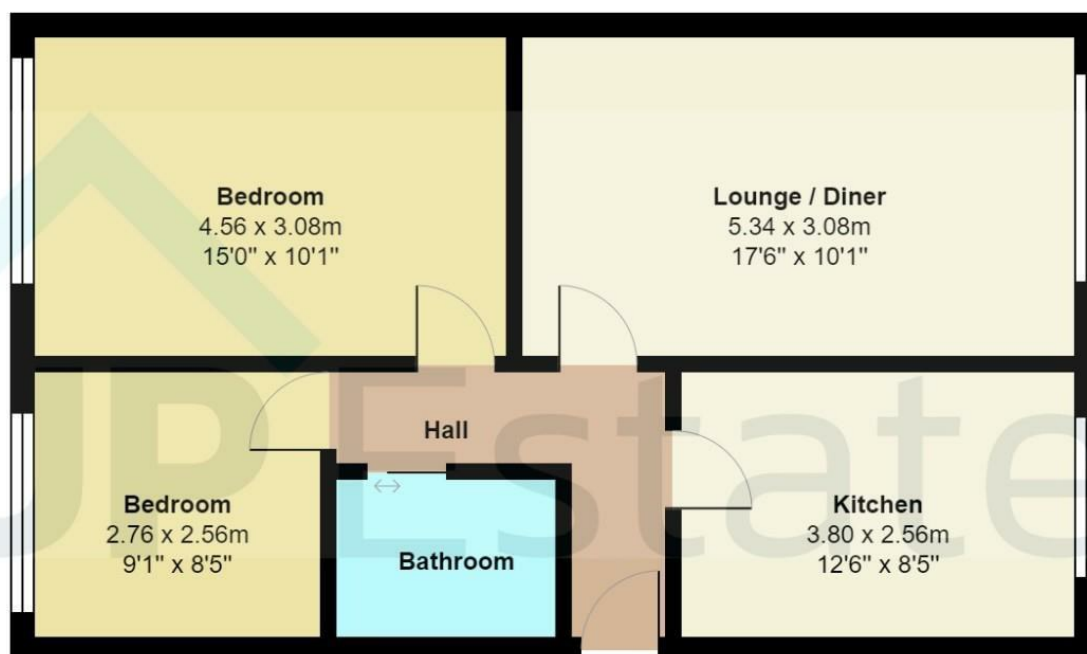 Bedroom
4.56 x 3.08m
15'0" x 10'1"
Lounge / Diner
5.34 x 3.08m
17'6" x 10'1"
Hall
Bedroom
2.76 x 2.56m
9'1" x 8'5"
Bathroom
Kitchen
3.80 x 2.56m
12'6" x 8'5"
JPEstate